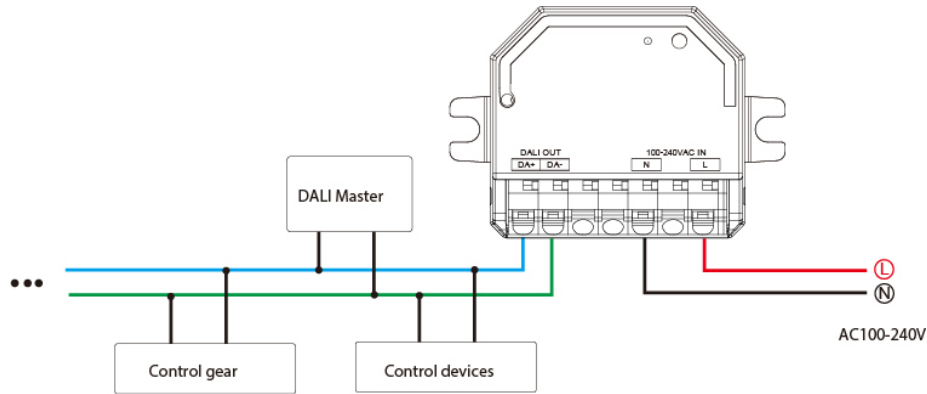 DALI OUT 100-240VAC IN
DA+ DA- N L
DALI Master
L
N
AC100-240V
Control gear
Control devices